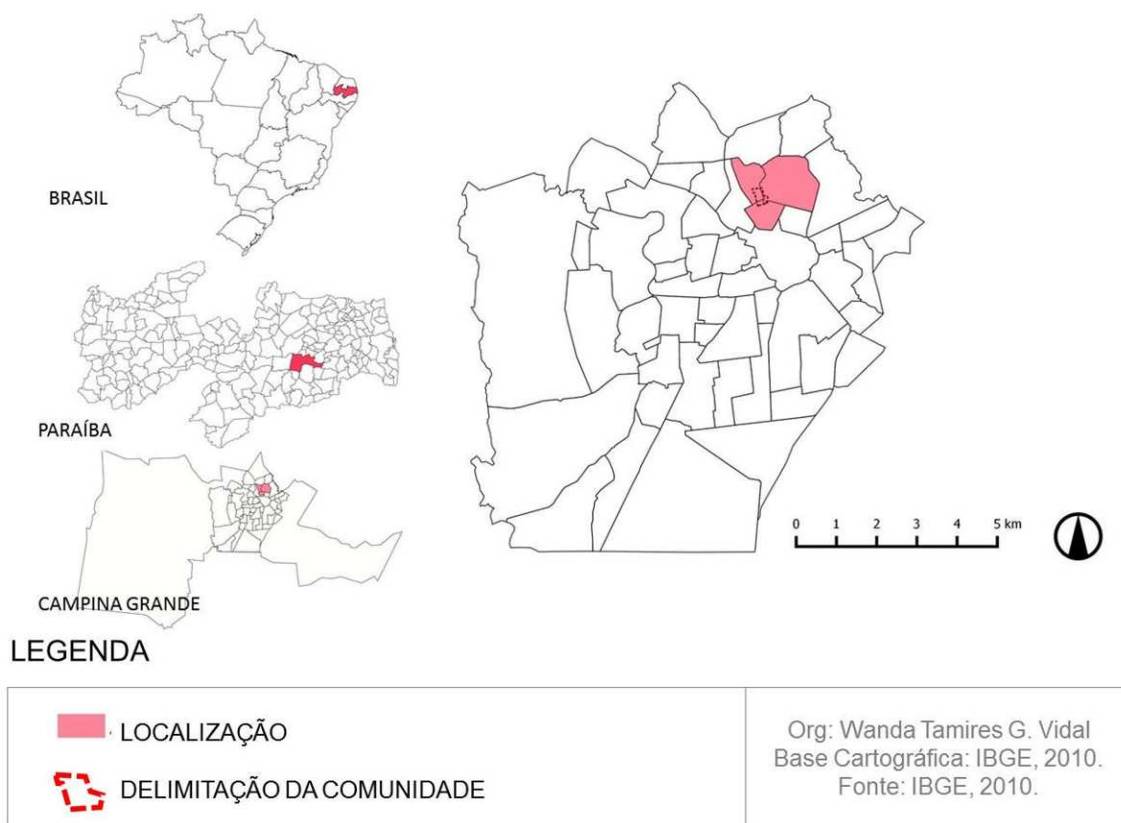 BRASIL
PARAÍBA
CAMPINA GRANDE
0 1 2 3 4 5 km
LEGENDA
LOCALIZAÇÃO
DELIMITAÇÃO DA COMUNIDADE
Org: Wanda Tamires G. Vidal
Base Cartográfica: IBGE, 2010.
Fonte: IBGE, 2010.